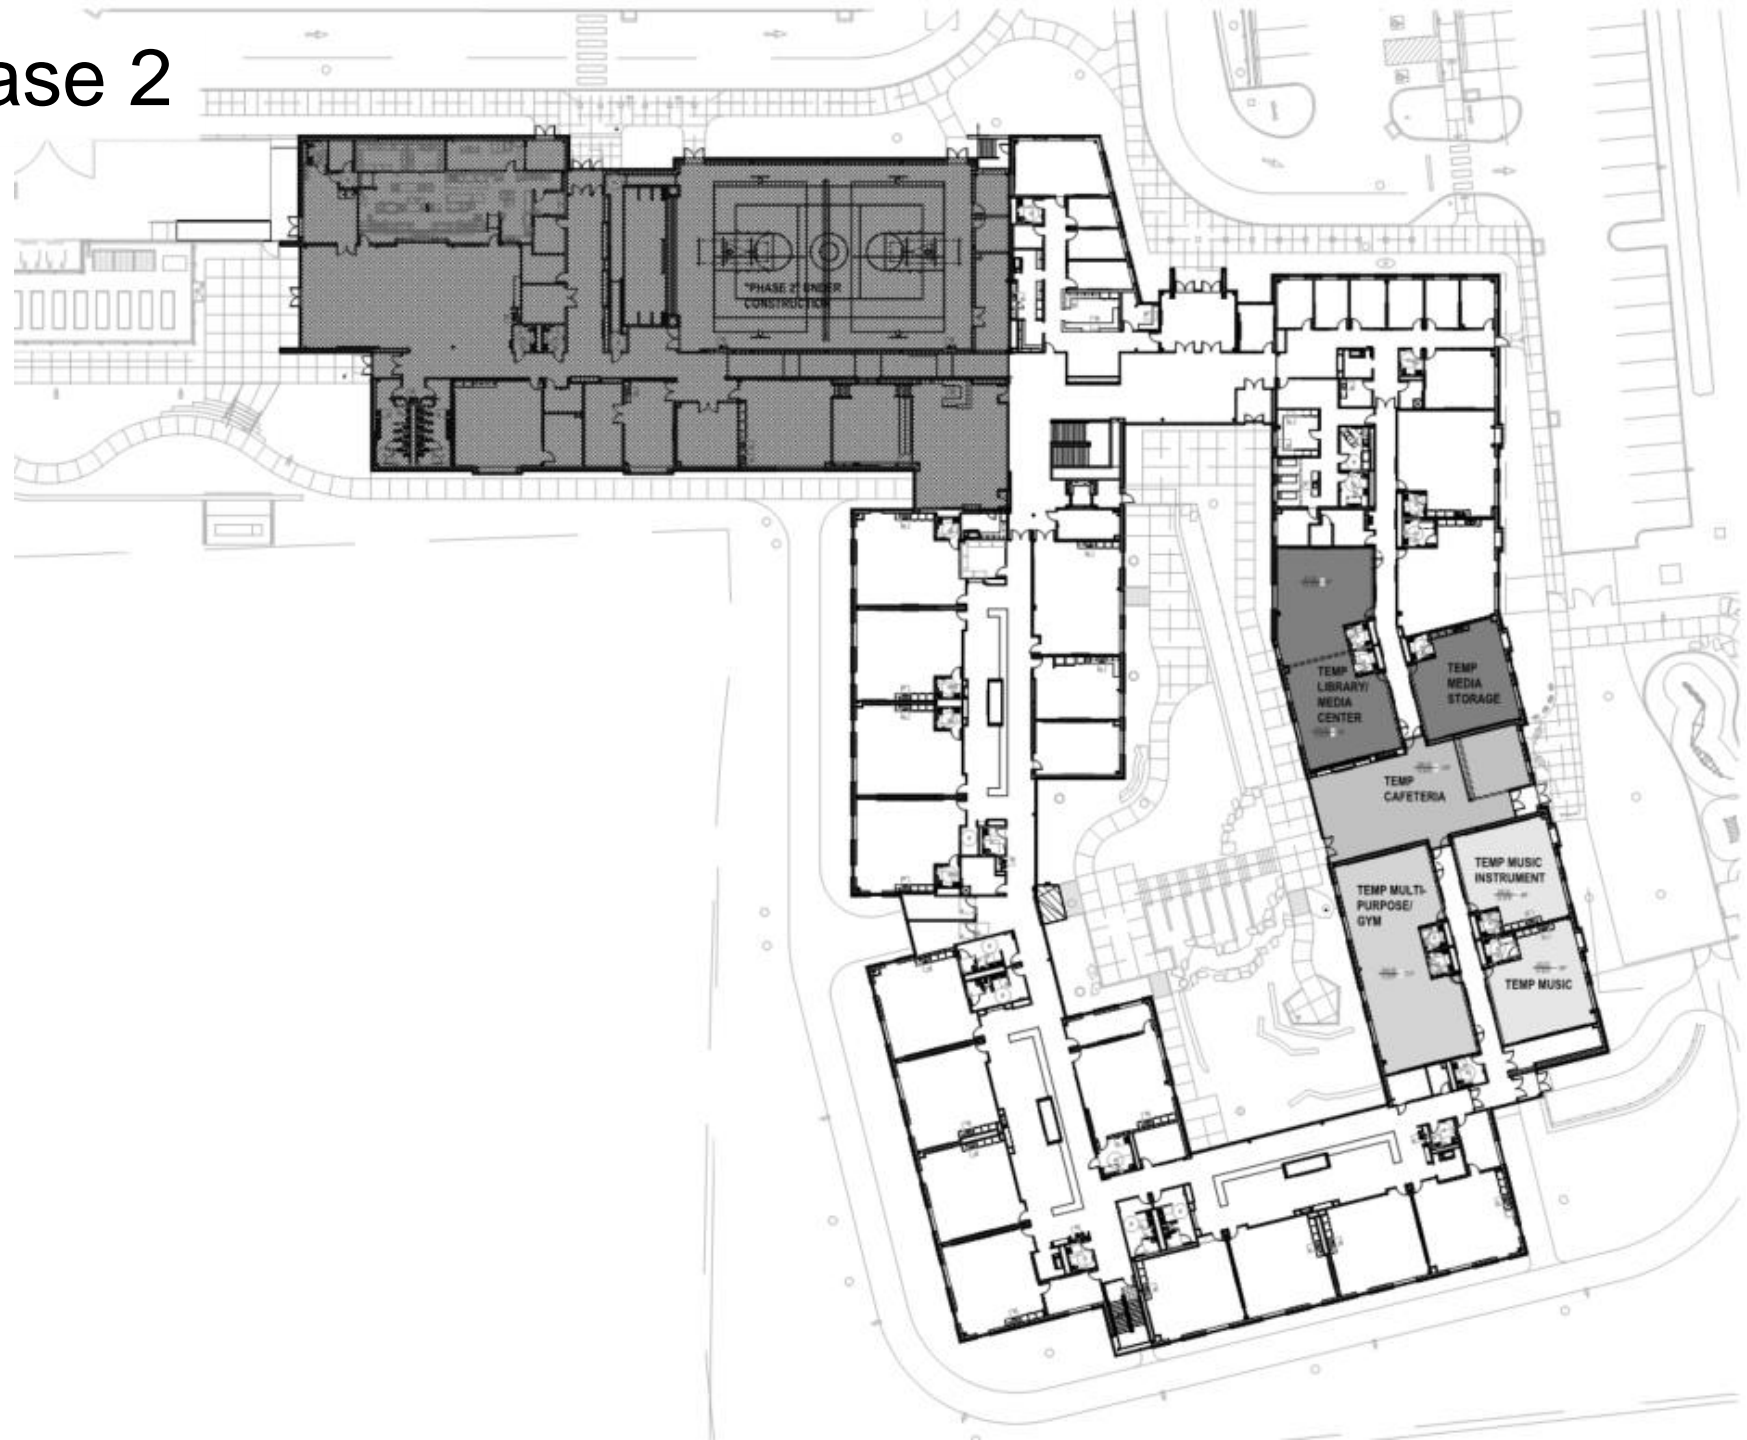 ase 2
"PHASE 2" UNDER
CONSTRUCTION
TEMP
LIBRARY/
MEDIA
CENTER
TEMP
MEDIA
STORAGE
TEMP
CAFETERIA
TEMP MUSIC
INSTRUMENT
TEMP MULTI-
PURPOSE/
GYM
TEMP MUSIC